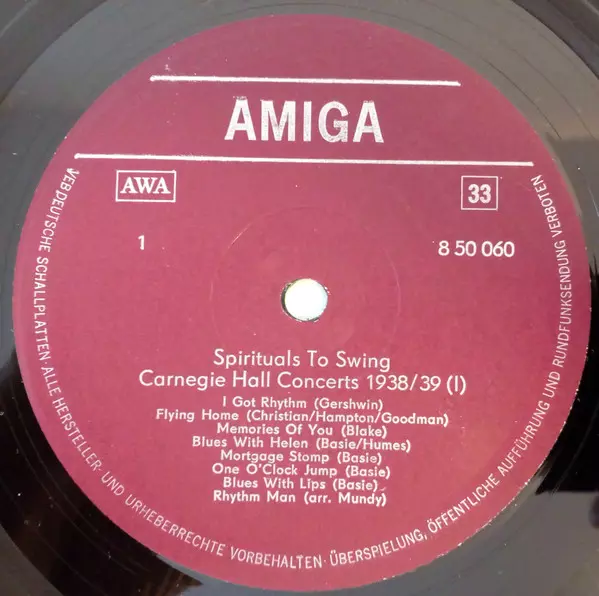 AMIGA
AWA
33
1
8 50 060
Spirituals To Swing
Carnegie Hall Concerts 1938/39 (I)
I Got Rhythm (Gershwin)
Flying Home (Christian/Hampton/Goodman)
Memories Of You (Blake)
Blues With Helen (Basie/Humes)
Mortgage Stomp (Basie)
One O'Clock Jump (Basie)
Blues With Lips (Basie)
Rhythm Man (arr. Mundy)
VEB DEUTSCHE SCHALLPLATTEN · ALLE HERSTELLER- UND URHEBERRECHTE VORBEHALTEN · ÜBERSPIELUNG, ÖFFENTLICHE AUFFÜHRUNG UND RUNDFUNKSENDUNG VERBOTEN